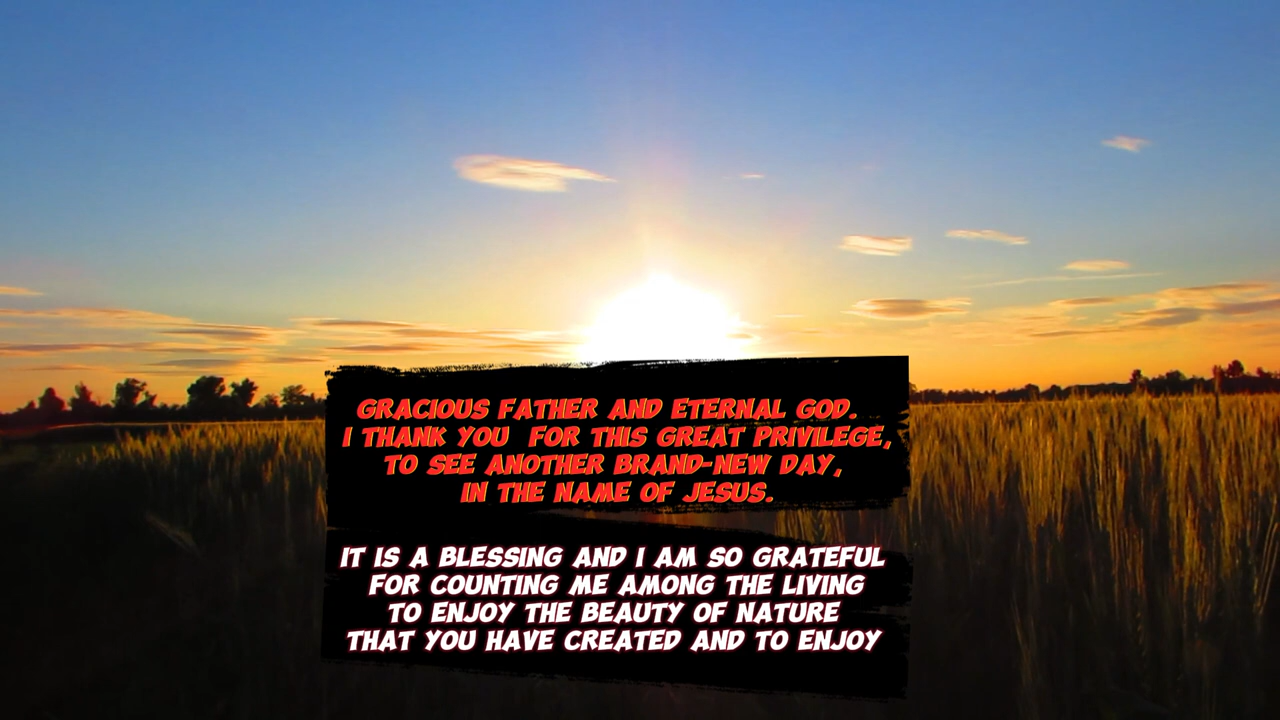 GRACIOUS FATHER AND ETERNAL GOD.
I THANK YOU FOR THIS GREAT PRIVILEGE,
TO SEE ANOTHER BRAND-NEW DAY,
IN THE NAME OF JESUS.
IT IS A BLESSING AND I AM SO GRATEFUL
FOR COUNTING ME AMONG THE LIVING
TO ENJOY THE BEAUTY OF NATURE
THAT YOU HAVE CREATED AND TO ENJOY